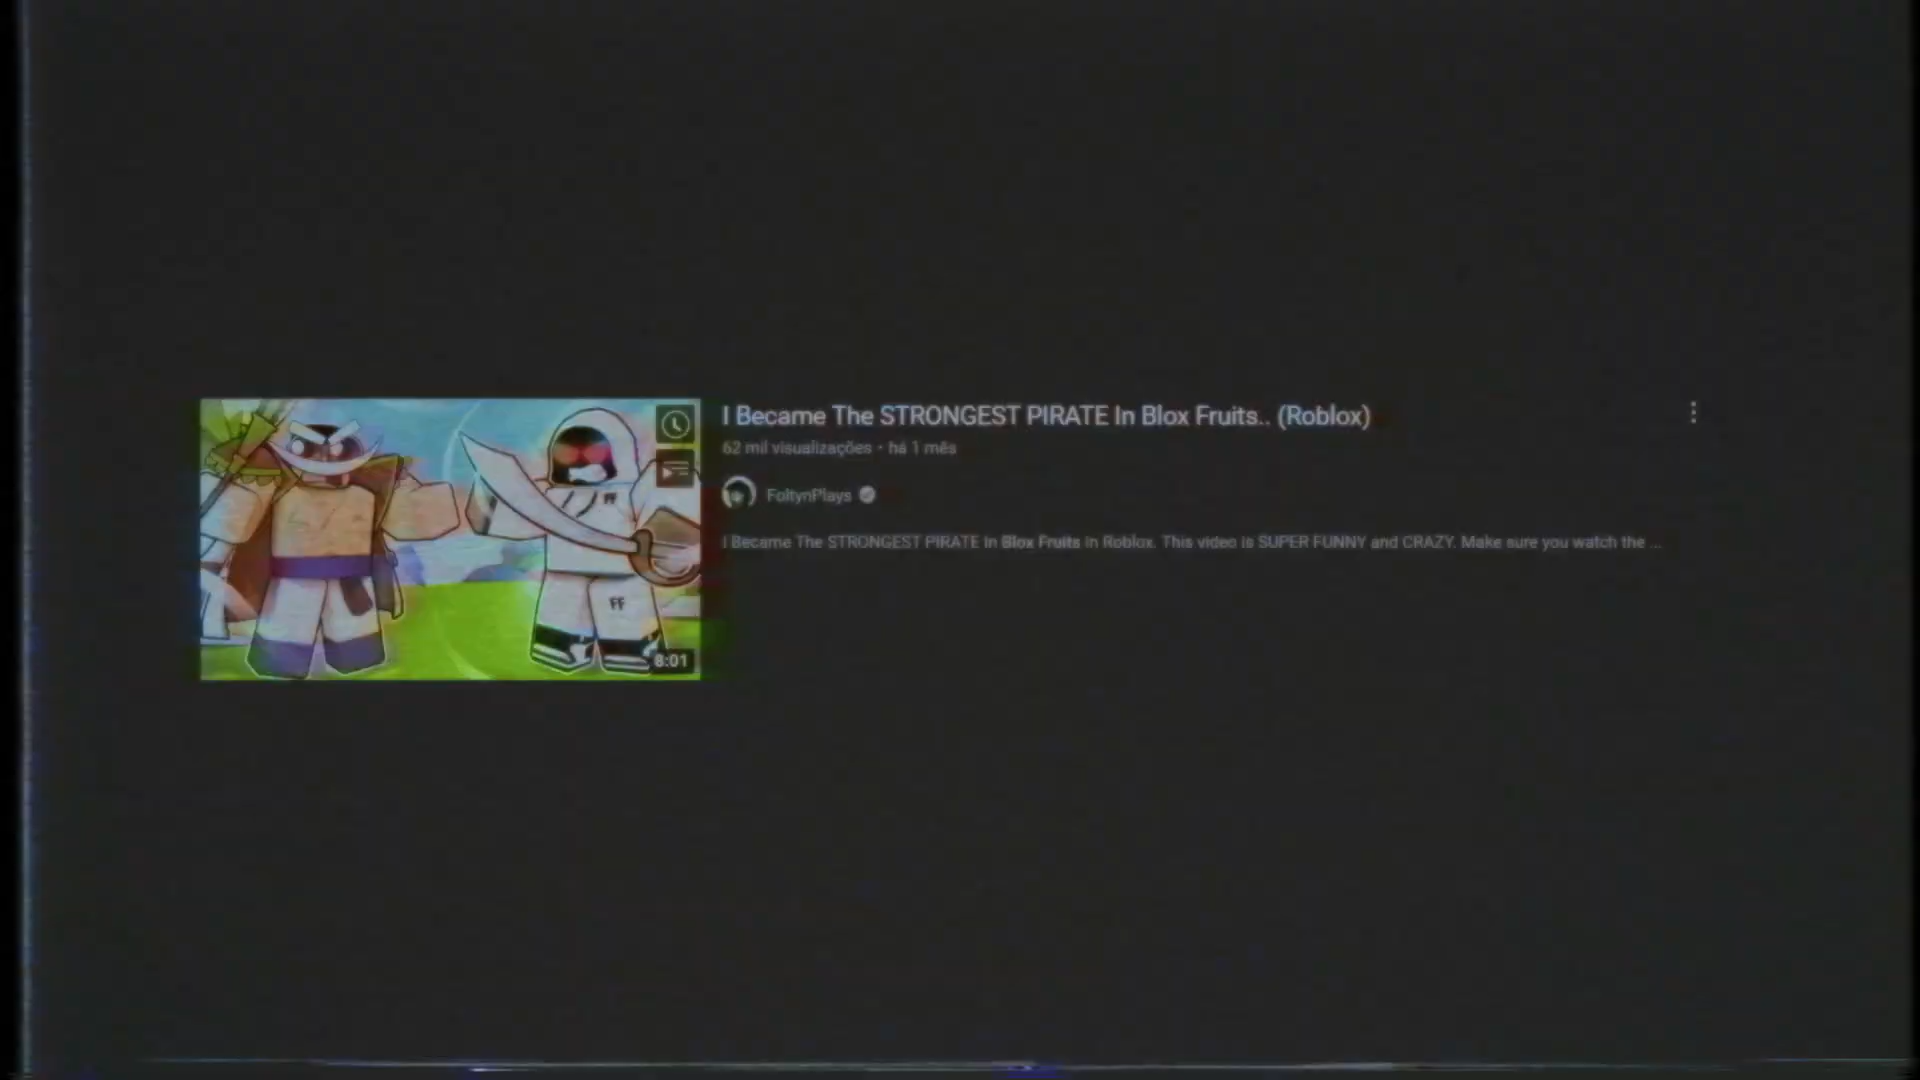 I Became The STRONGEST PIRATE In Blox Fruits.. (Roblox)
62 mil visualizações • há 1 mês
FoltynPlays
I Became The STRONGEST PIRATE In Blox Fruits In Roblox. This video is SUPER FUNNY and CRAZY. Make sure you watch the ...
FF
FF
8:01